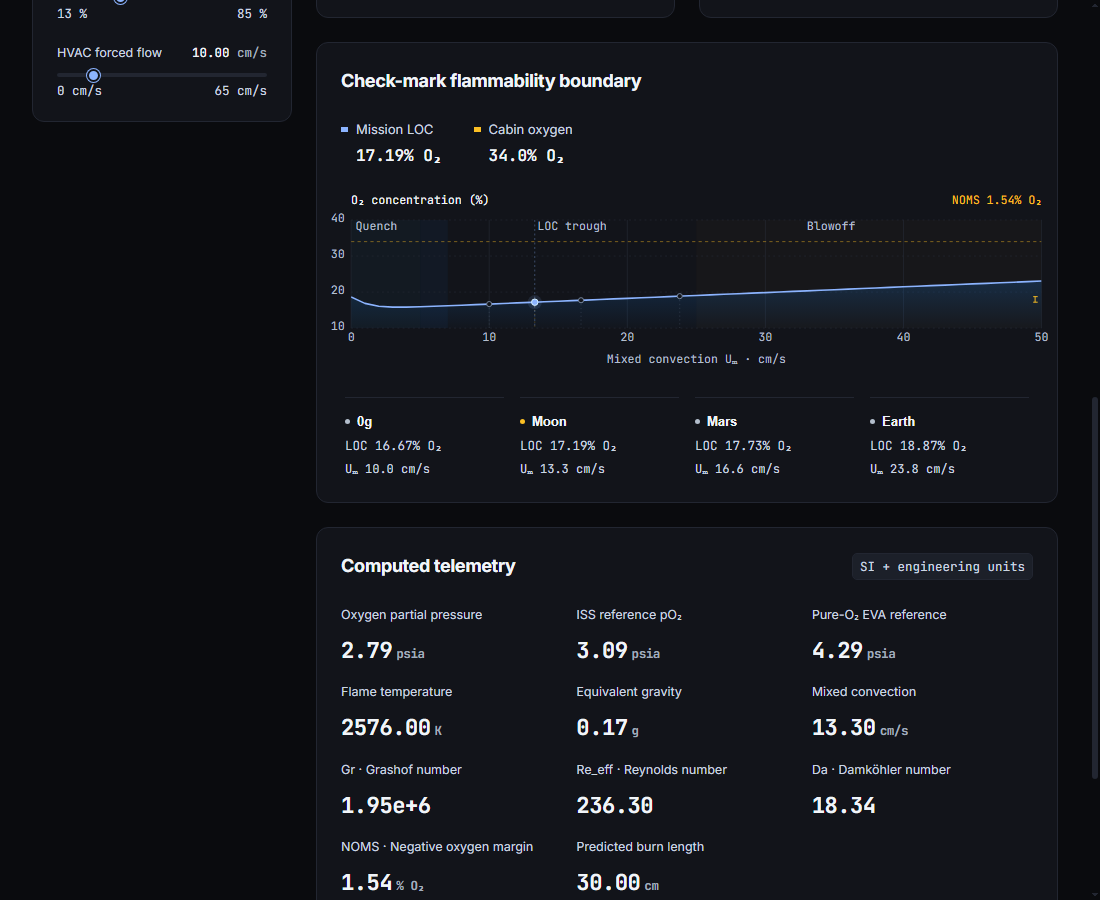 13 % 85 %
HVAC forced flow 10.00 cm/s
0 cm/s 65 cm/s
Check-mark flammability boundary
Mission LOC Cabin oxygen
17.19% O₂ 34.0% O₂
O₂ concentration (%) NOMS 1.54% O₂
40
Quench LOC trough Blowoff
30
20
I
10
0 10 20 30 40 50
Mixed convection Uₘ · cm/s
0g Moon Mars Earth
LOC 16.67% O₂ LOC 17.19% O₂ LOC 17.73% O₂ LOC 18.87% O₂
Uₘ 10.0 cm/s Uₘ 13.3 cm/s Uₘ 16.6 cm/s Uₘ 23.8 cm/s
Computed telemetry SI + engineering units
Oxygen partial pressure ISS reference pO₂ Pure-O₂ EVA reference
2.79 psia 3.09 psia 4.29 psia
Flame temperature Equivalent gravity Mixed convection
2576.00 K 0.17 g 13.30 cm/s
Gr · Grashof number Re_eff · Reynolds number Da · Damköhler number
1.95e+6 236.30 18.34
NOMS · Negative oxygen margin Predicted burn length
1.54 % O₂ 30.00 cm